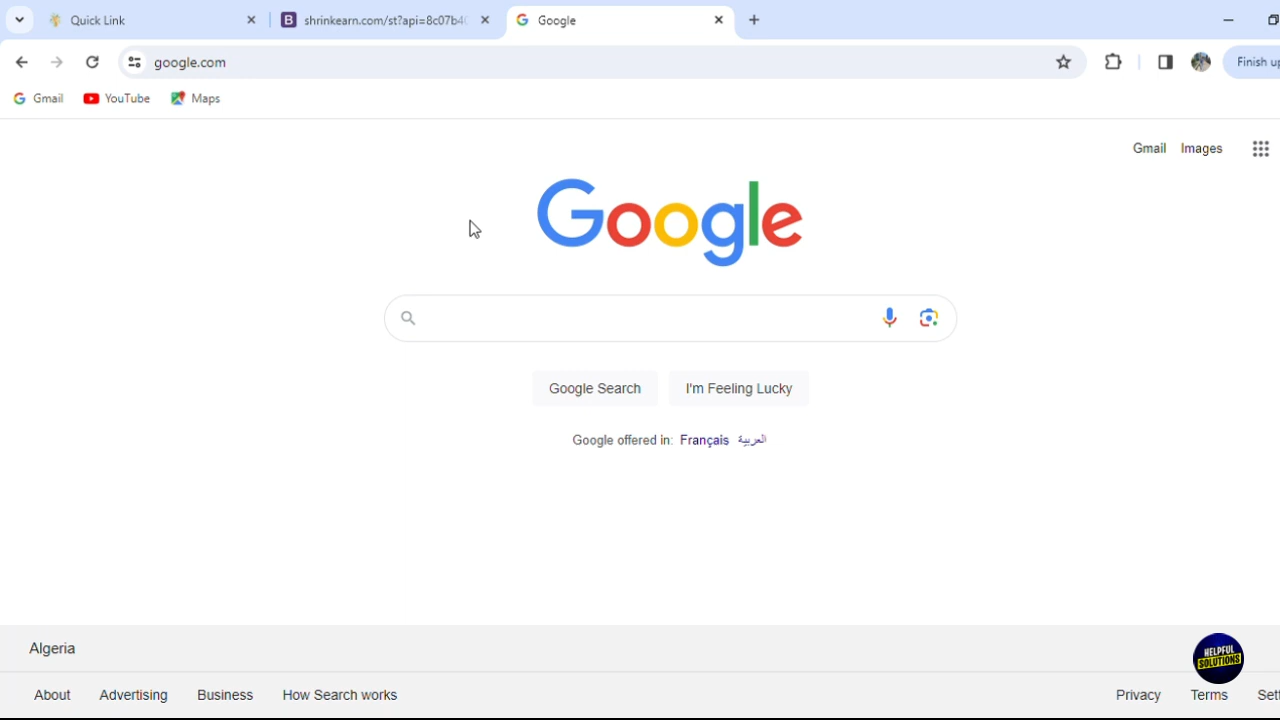 Quick Link
shrinkearn.com/st?api=8c07b4
Google
google.com
Finish up
Gmail
YouTube
Maps
Gmail
Images
Google
Google Search
I'm Feeling Lucky
Google offered in: Français العربية
Algeria
HELPFUL
SOLUTIONS
About
Advertising
Business
How Search works
Privacy
Terms
Sett